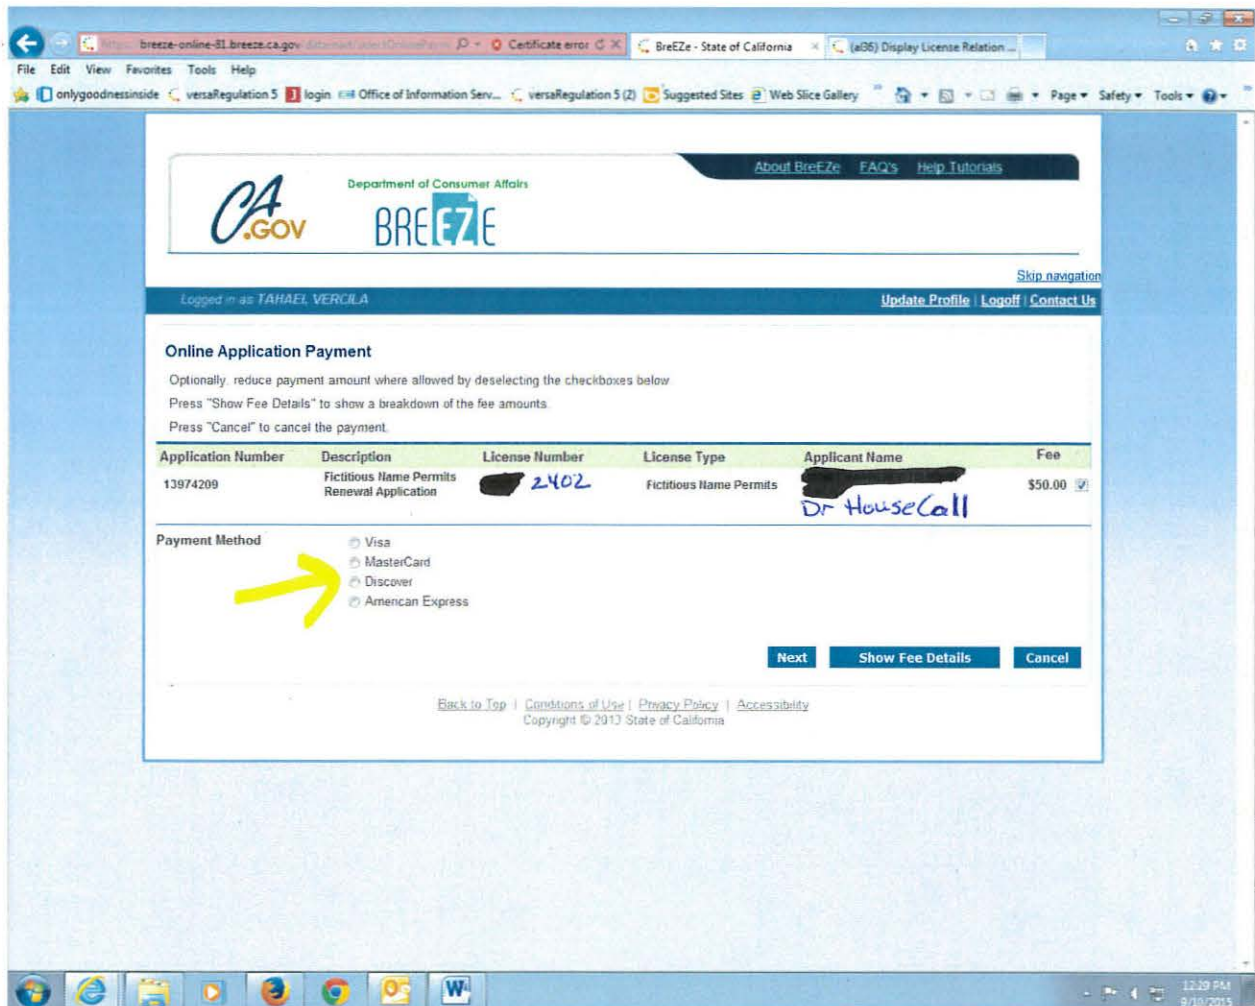 breeze-online-81.breeze.ca.gov Certificate error BreEZe - State of California (al36) Display License Relation ...
File Edit View Favorites Tools Help
onlygoodnessinside versaRegulation 5 login Office of Information Serv... versaRegulation 5 (2) Suggested Sites Web Slice Gallery Page Safety Tools
About BreEZe FAQ's Help Tutorials
CA.GOV
Department of Consumer Affairs
BREEZE
Skip navigation
Logged in as TAHAEL VERCILA Update Profile | Logoff | Contact Us
Online Application Payment
Optionally, reduce payment amount where allowed by deselecting the checkboxes below
Press "Show Fee Details" to show a breakdown of the fee amounts.
Press "Cancel" to cancel the payment.
Application Number Description License Number License Type Applicant Name Fee
13974209 Fictitious Name Permits Renewal Application 2402 Fictitious Name Permits Dr HouseCall $50.00
Payment Method
Visa
MasterCard
Discover
American Express
Next Show Fee Details Cancel
Back to Top | Conditions of Use | Privacy Policy | Accessibility
Copyright © 2013 State of California
12:29 PM
9/10/2015